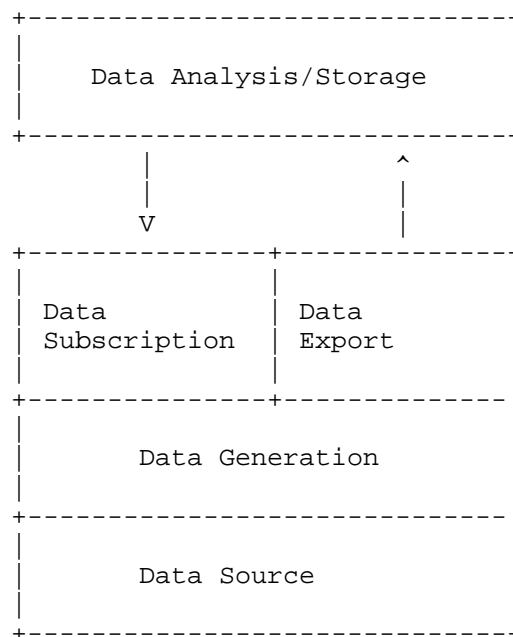 Data Analysis/Storage
Data Data
Subscription Export
Data Generation
Data Source